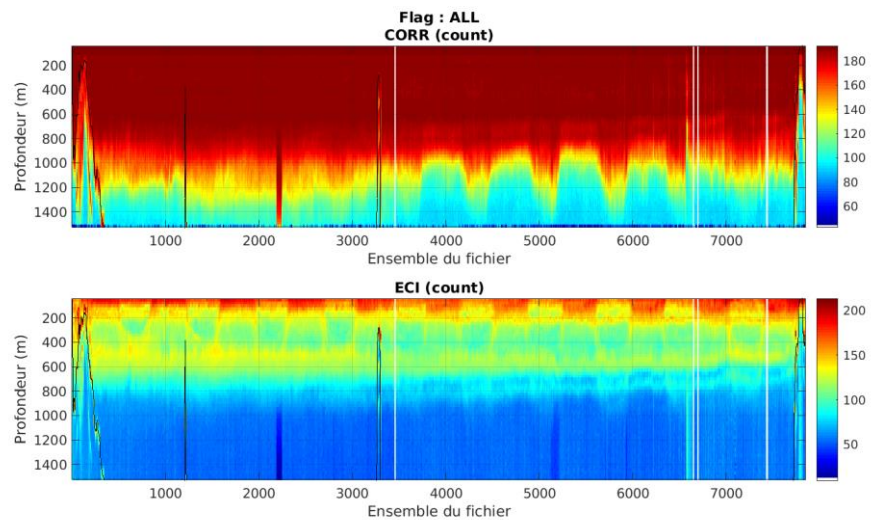 Flag : ALL
CORR (count)
Profondeur (m)
200
400
600
800
1000
1200
1400
1000 2000 3000 4000 5000 6000 7000
Ensemble du fichier
180
160
140
120
100
80
60
ECI (count)
Profondeur (m)
200
400
600
800
1000
1200
1400
1000 2000 3000 4000 5000 6000 7000
Ensemble du fichier
200
150
100
50